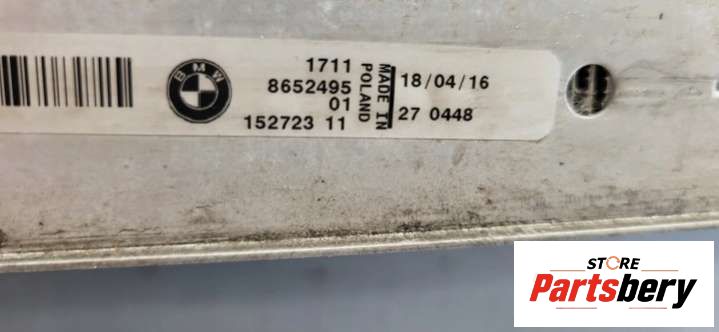 BMW
1711
8652495
01
152723 11
MADE IN
POLAND
18/04/16
27 0448
STORE
Partsbery